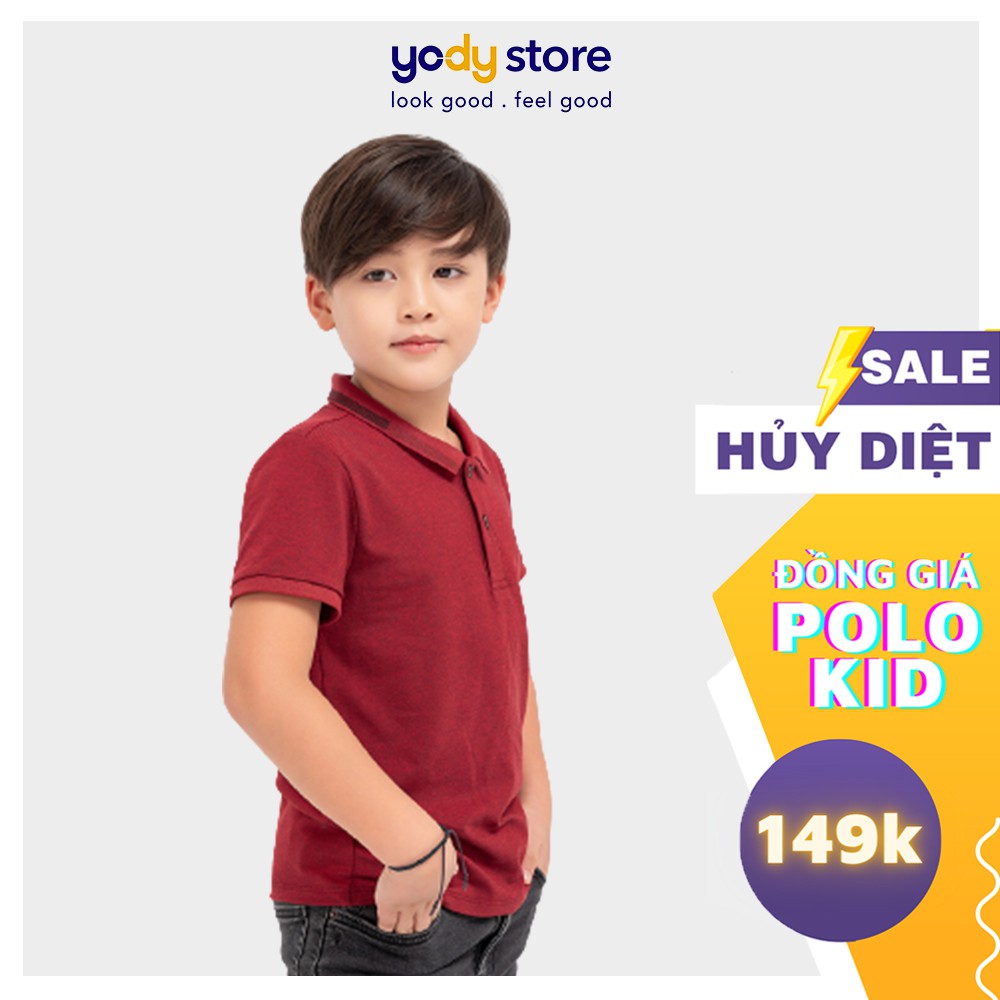 yody store
look good . feel good
SALE
HỦY DIỆT
ĐỒNG GIÁ
POLO
KID
149k